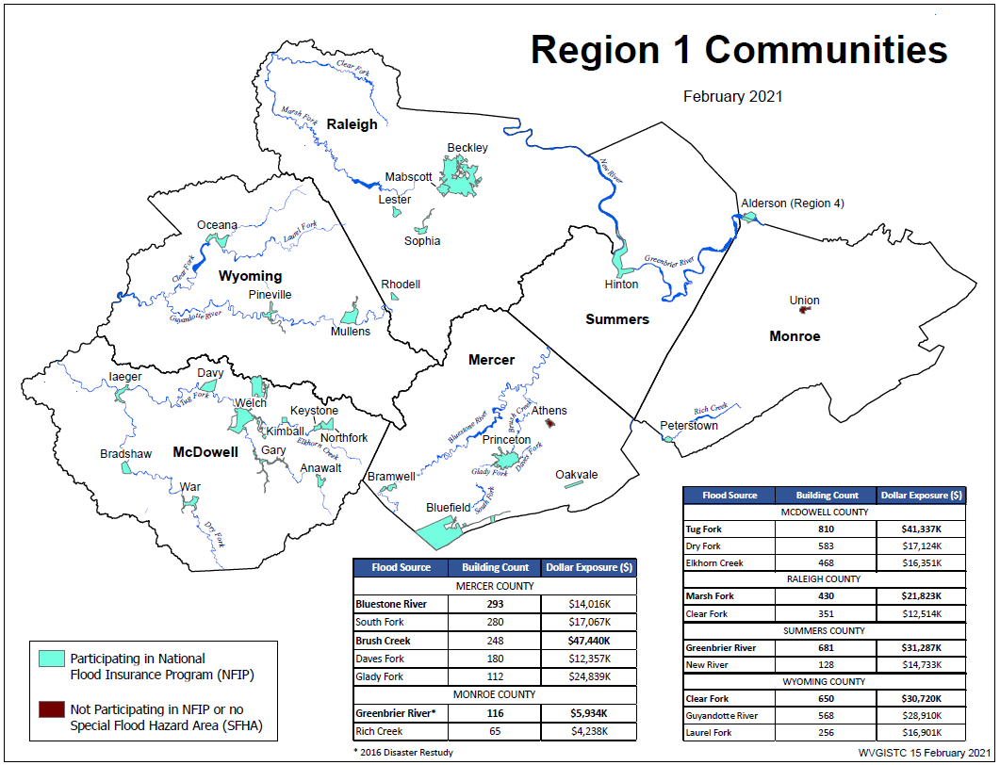 Region 1 Communities
February 2021
Clear Fork
Marsh Fork
Raleigh
Beckley
Mabscott
Lester
Sophia
New River
Alderson (Region 4)
Oceana
Laurel Fork
Clear Fork
Wyoming
Pineville
Guyandotte River
Mullens
Rhodell
Hinton
Greenbrier River
Summers
Union
Monroe
Mercer
Iaeger
Davy
Tug Fork
Welch
Keystone
Kimball
Northfork
Elkhorn Creek
McDowell
Gary
Bradshaw
Anawalt
War
Dry Fork
Bluestone River
Brush Creek
Athens
Princeton
Daves Fork
Glady Fork
Bramwell
South Fork
Oakvale
Bluefield
Peterstown
Rich Creek
Flood Source Building Count Dollar Exposure ($)
MERCER COUNTY
Bluestone River 293 $14,016K
South Fork 280 $17,067K
Brush Creek 248 $47,440K
Daves Fork 180 $12,357K
Glady Fork 112 $24,839K
MONROE COUNTY
Greenbrier River* 116 $5,934K
Rich Creek 65 $4,238K
* 2016 Disaster Restudy
Flood Source Building Count Dollar Exposure ($)
MCDOWELL COUNTY
Tug Fork 810 $41,337K
Dry Fork 583 $17,124K
Elkhorn Creek 468 $16,351K
RALEIGH COUNTY
Marsh Fork 430 $21,823K
Clear Fork 351 $12,514K
SUMMERS COUNTY
Greenbrier River 681 $31,287K
New River 128 $14,733K
WYOMING COUNTY
Clear Fork 650 $30,720K
Guyandotte River 568 $28,910K
Laurel Fork 256 $16,901K
Participating in National
Flood Insurance Program (NFIP)
Not Participating in NFIP or no
Special Flood Hazard Area (SFHA)
WVGISTC 15 February 2021